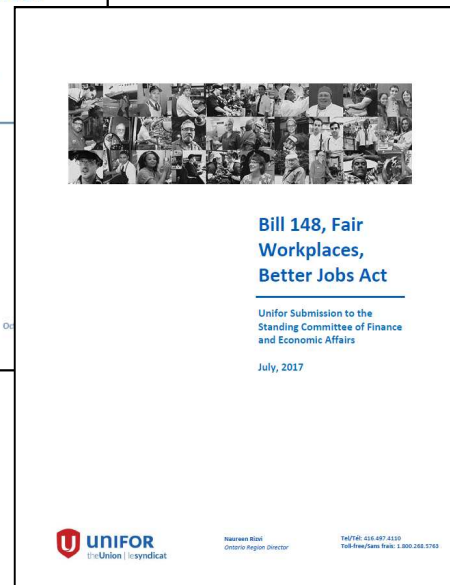 Bill 148, Fair
Workplaces,
Better Jobs Act
Unifor Submission to the
Standing Committee of Finance
and Economic Affairs
July, 2017
Oc
UNIFOR
theUnion | lesyndicat
Naureen Rizvi
Ontario Region Director
Tel/Tél: 416.497.4110
Toll-free/Sans frais: 1.800.268.5763